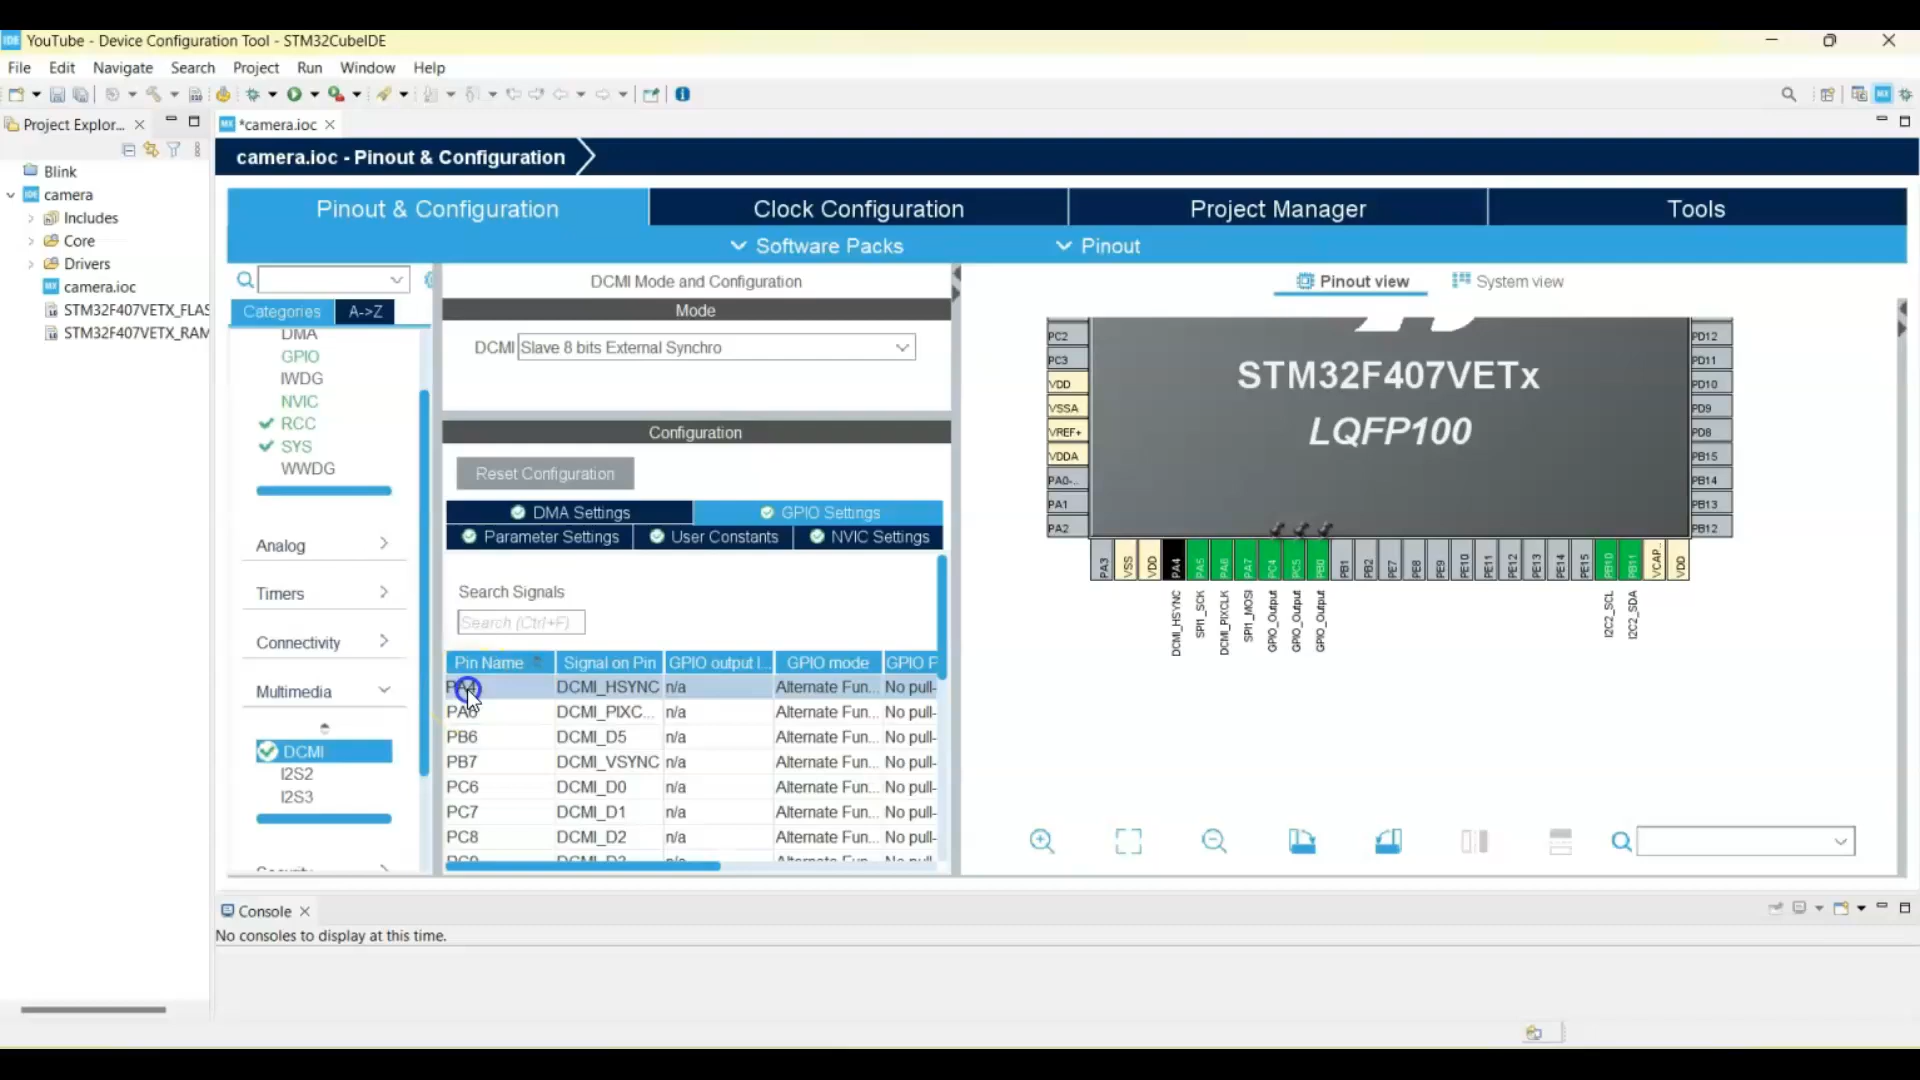 YouTube - Device Configuration Tool - STM32CubeIDE
File Edit Navigate Search Project Run Window Help
Project Explor...
*camera.ioc
Blink
camera
Includes
Core
Drivers
camera.ioc
STM32F407VETX_FLAS
STM32F407VETX_RAM
camera.ioc - Pinout & Configuration
Pinout & Configuration
Clock Configuration
Project Manager
Tools
Software Packs
Pinout
Categories
A->Z
DMA
GPIO
IWDG
NVIC
RCC
SYS
WWDG
Analog
Timers
Connectivity
Multimedia
DCMI
I2S2
I2S3
DCMI Mode and Configuration
Mode
DCMI Slave 8 bits External Synchro
Configuration
Reset Configuration
DMA Settings
GPIO Settings
Parameter Settings
User Constants
NVIC Settings
Search Signals
Search (Ctrl+F)
Pin Name Signal on Pin GPIO output l... GPIO mode GPIO P
PA4 DCMI_HSYNC n/a Alternate Fun... No pull-
PA6 DCMI_PIXC... n/a Alternate Fun... No pull-
PB6 DCMI_D5 n/a Alternate Fun... No pull-
PB7 DCMI_VSYNC n/a Alternate Fun... No pull-
PC6 DCMI_D0 n/a Alternate Fun... No pull-
PC7 DCMI_D1 n/a Alternate Fun... No pull-
PC8 DCMI_D2 n/a Alternate Fun... No pull-
Pinout view
System view
PC2
PC3
VDD
VSSA
VREF+
VDDA
PA0-..
PA1
PA2
STM32F407VETx
LQFP100
PD12
PD11
PD10
PD9
PD8
PB15
PB14
PB13
PB12
PA3
VSS
VDD
PA4
PA5
PA6
PA7
PC4
PC5
PB0
PB1
PB2
PE7
PE8
PE9
PE10
PE11
PE12
PE13
PE14
PE15
PB10
PB11
VCAP..
VDD
DCMI_HSYNC
SPI1_SCK
DCMI_PIXCLK
SPI1_MOSI
GPIO_Output
GPIO_Output
GPIO_Output
I2C2_SCL
I2C2_SDA
Console
No consoles to display at this time.